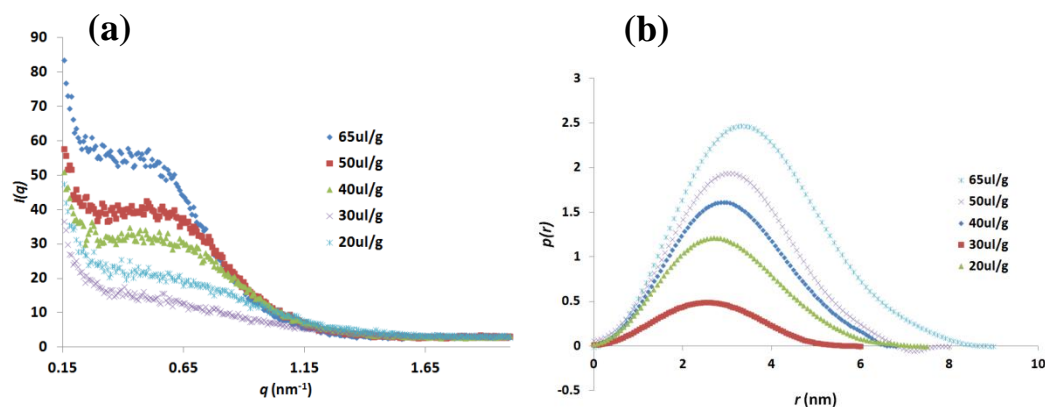 (a)
90
80
70
60
50
40
30
20
10
0
I(q)
65ul/g
50ul/g
40ul/g
30ul/g
20ul/g
0.15 0.65 1.15 1.65
q (nm-1)
(b)
3
2.5
2
1.5
1
0.5
0
-0.5
p(r)
65ul/g
50ul/g
40ul/g
30ul/g
20ul/g
0 2 4 6 8 10
r (nm)